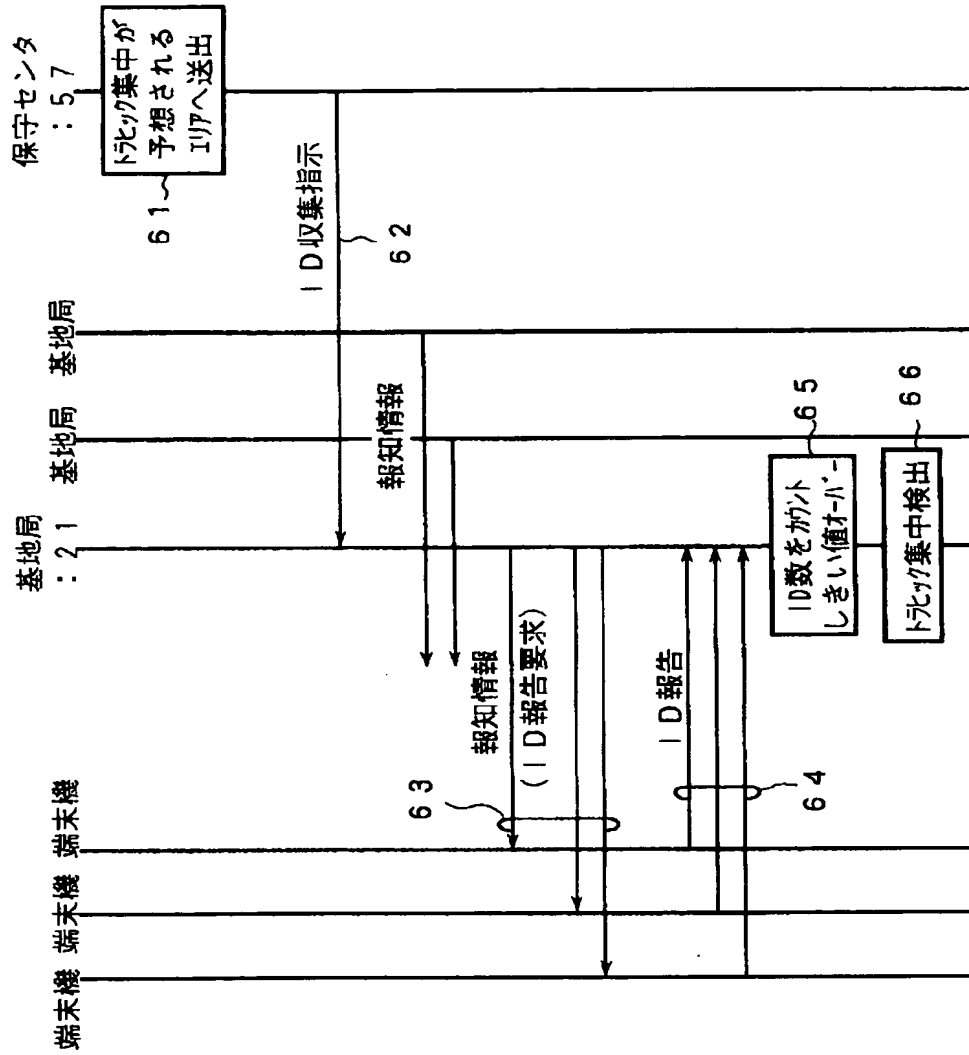 端末機
端末機
端末機
基地局
:21
基地局
基地局
保守センタ
:57
トラヒック集中が
予想される
エリアへ送出
61
ID収集指示
62
報知情報
報知情報
(ID報告要求)
63
ID報告
64
ID数をカウント
しきい値オーバー
65
トラヒック集中検出
66